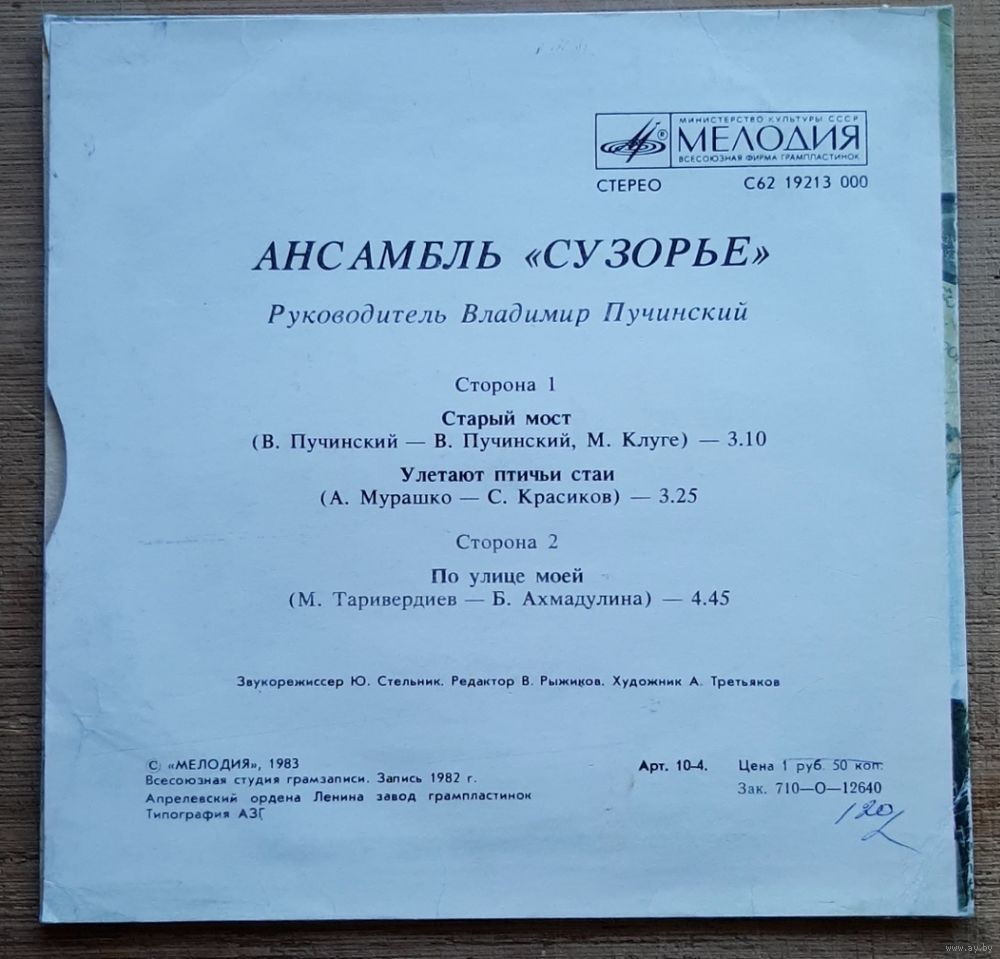 МИНИСТЕРСТВО КУЛЬТУРЫ СССР
МЕЛОДИЯ
ВСЕСОЮЗНАЯ ФИРМА ГРАМПЛАСТИНОК
СТЕРЕО С62 19213 000
АНСАМБЛЬ «СУЗОРЬЕ»
Руководитель Владимир Пучинский
Сторона 1
Старый мост
(В. Пучинский — В. Пучинский, М. Клуге) — 3.10
Улетают птичьи стаи
(А. Мурашко — С. Красиков) — 3.25
Сторона 2
По улице моей
(М. Таривердиев — Б. Ахмадулина) — 4.45
Звукорежиссер Ю. Стельник. Редактор В. Рыжиков. Художник А. Третьяков
© «МЕЛОДИЯ», 1983 Арт. 10-4. Цена 1 руб. 50 коп.
Всесоюзная студия грамзаписи. Запись 1982 г. Зак. 710—О—12640
Апрелевский ордена Ленина завод грампластинок
Типография АЗГ
120
www.ay.by